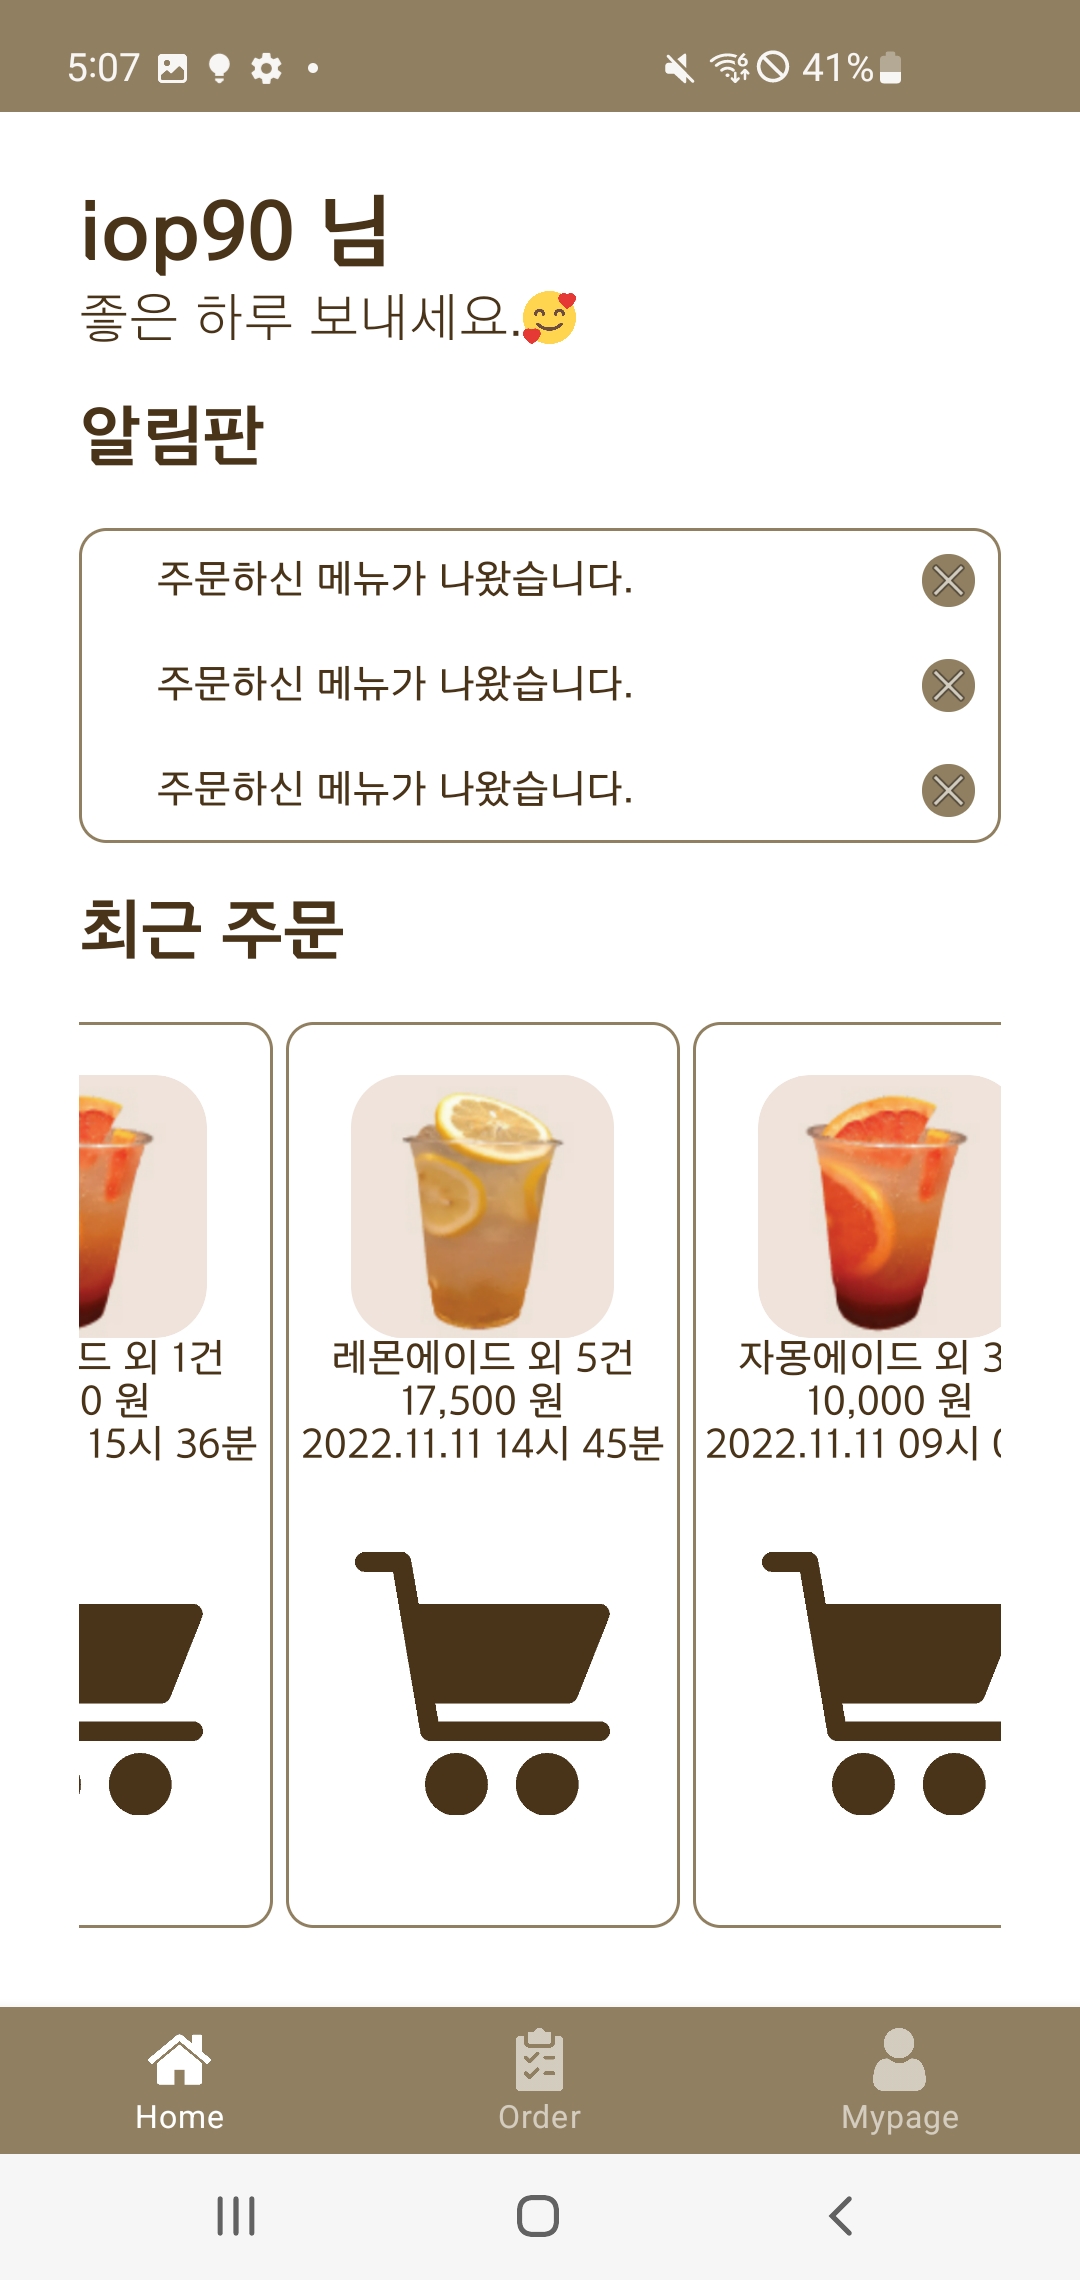 5:07
41%
iop90 님
좋은 하루 보내세요.🥰
알림판
주문하신 메뉴가 나왔습니다.
주문하신 메뉴가 나왔습니다.
주문하신 메뉴가 나왔습니다.
최근 주문
드 외 1건
0 원
15시 36분
레몬에이드 외 5건
17,500 원
2022.11.11 14시 45분
자몽에이드 외 3
10,000 원
2022.11.11 09시
Home
Order
Mypage